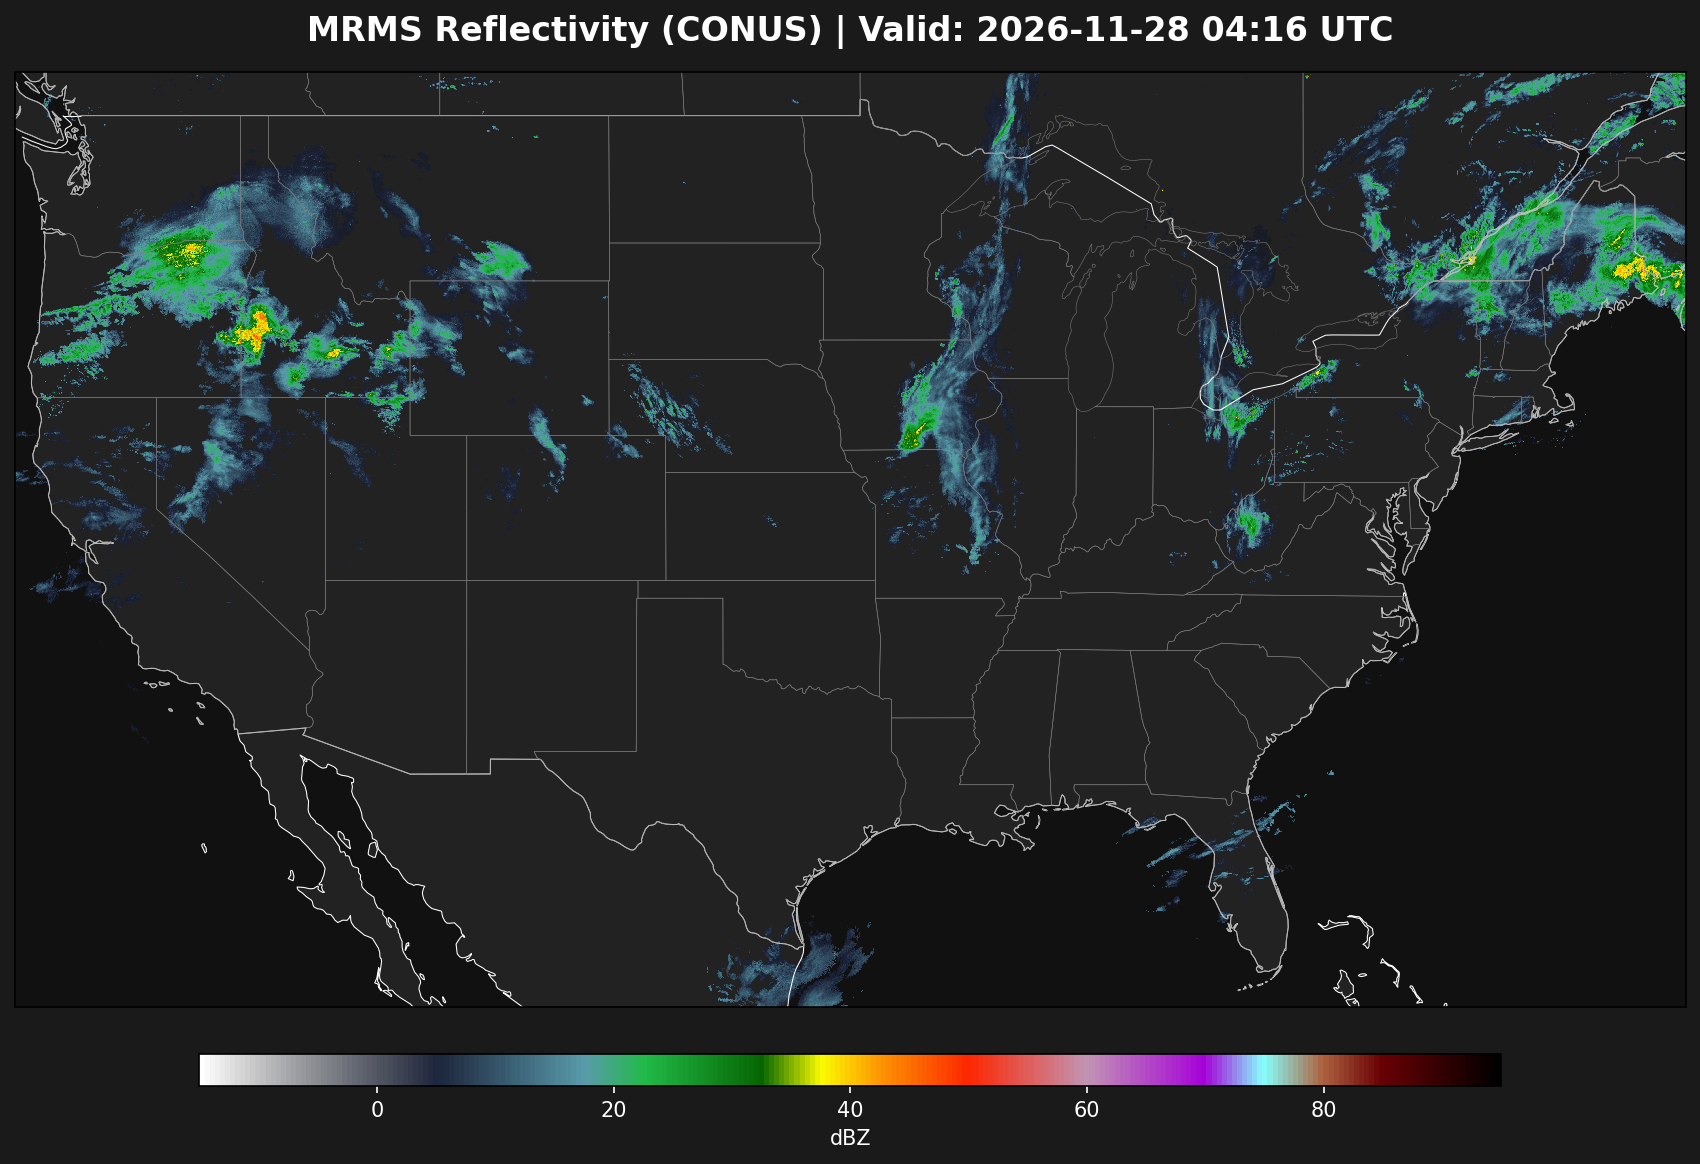 MRMS Reflectivity (CONUS) | Valid: 2026-11-28 04:16 UTC
0 20 40 60 80
dBZ